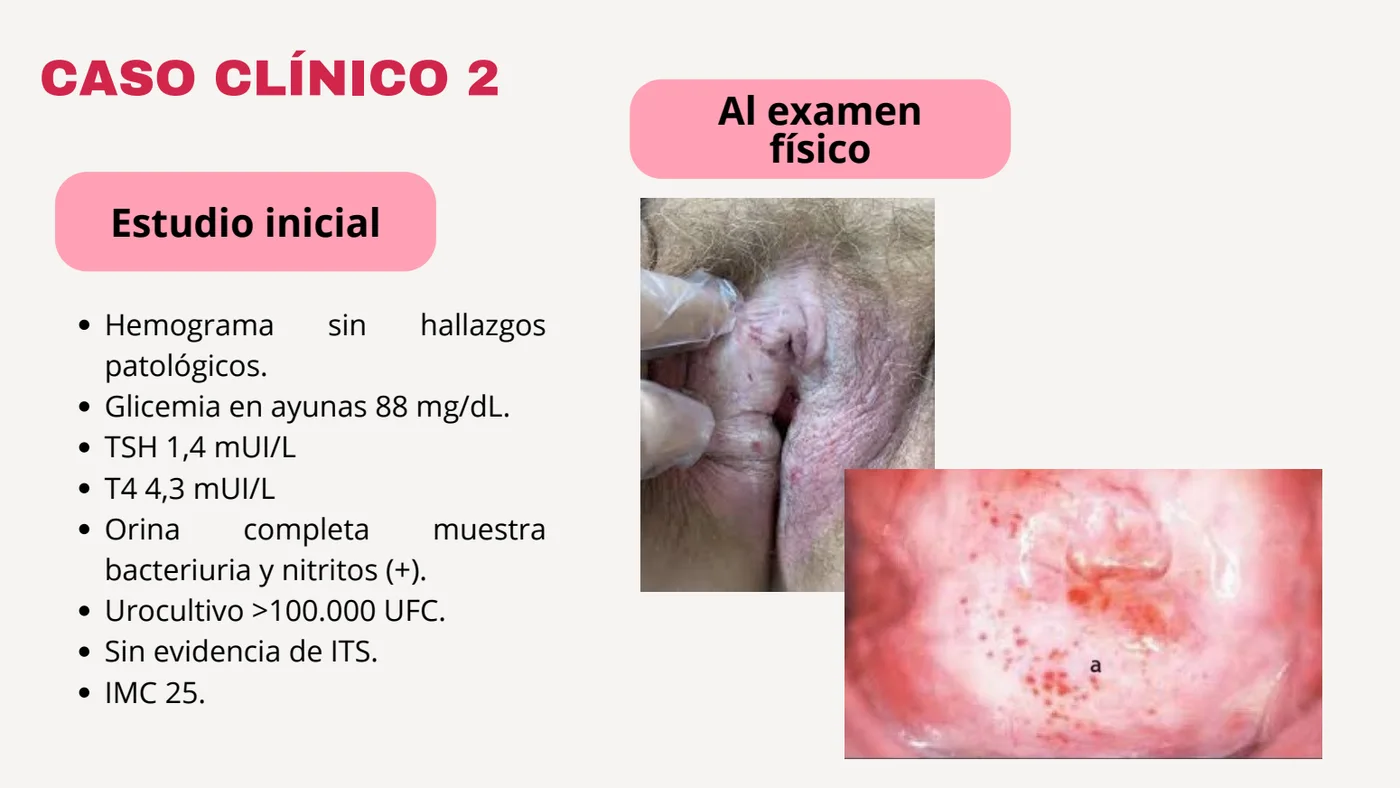 CASO CLÍNICO 2
Estudio inicial
Hemograma sin hallazgos
patológicos.
Glicemia en ayunas 88 mg/dL.
TSH 1,4 mUI/L
T4 4,3 mUI/L
Orina completa muestra
bacteriuria y nitritos (+).
Urocultivo >100.000 UFC.
Sin evidencia de ITS.
IMC 25.
Al examen
físico
a